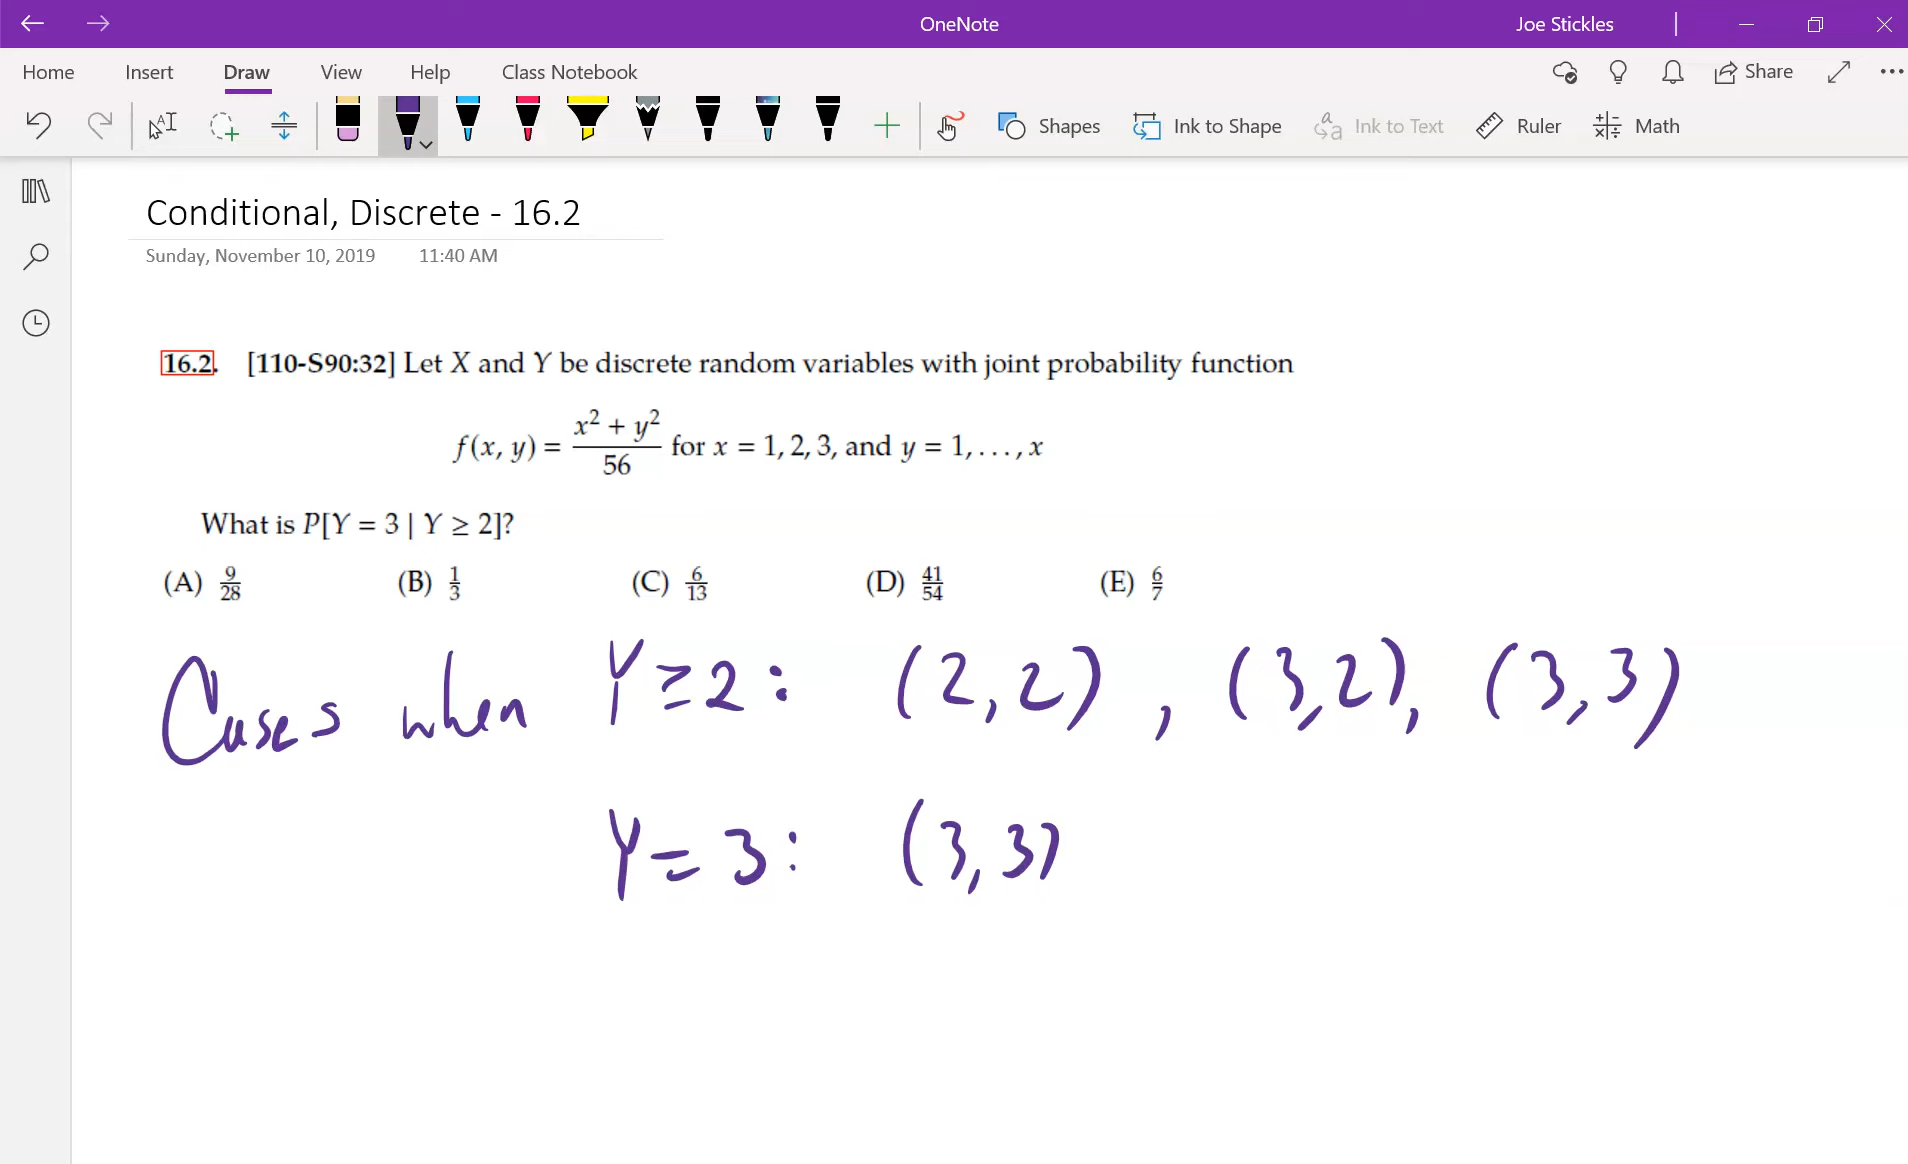 OneNote
Joe Stickles
Home Insert Draw View Help Class Notebook Share
Shapes Ink to Shape Ink to Text Ruler Math
Conditional, Discrete - 16.2
Sunday, November 10, 2019 11:40 AM
16.2. [110-S90:32] Let X and Y be discrete random variables with joint probability function
f(x, y) = \frac{x² + y²}{56} for x = 1, 2, 3, and y = 1, . . . , x
What is P[Y = 3 | Y ≥ 2]?
(A) 9/28 (B) 1/3 (C) 6/13 (D) 41/54 (E) 6/7
Cases when Y ≥ 2 : (2, 2) , (3, 2), (3, 3)
Y = 3 : (3, 3)